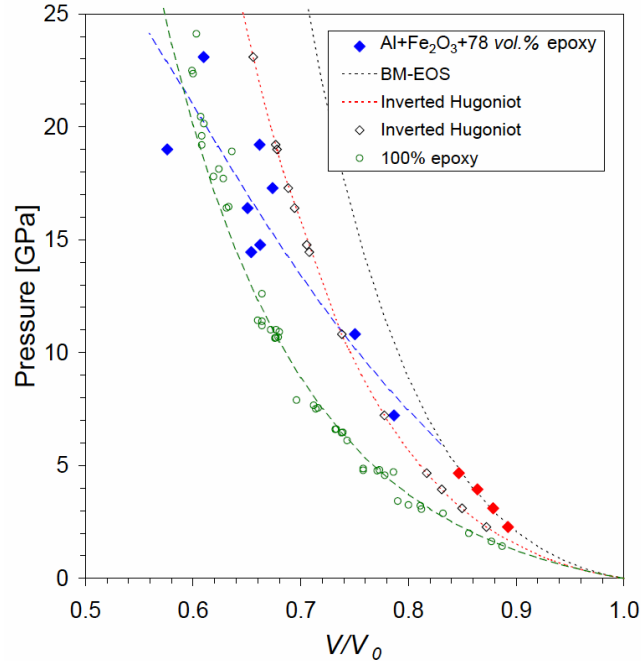 25
20
15
10
5
0
Pressure [GPa]
Al+Fe₂O₃+78 vol.% epoxy
BM-EOS
Inverted Hugoniot
Inverted Hugoniot
100% epoxy
0.5 0.6 0.7 0.8 0.9 1.0
V/V₀